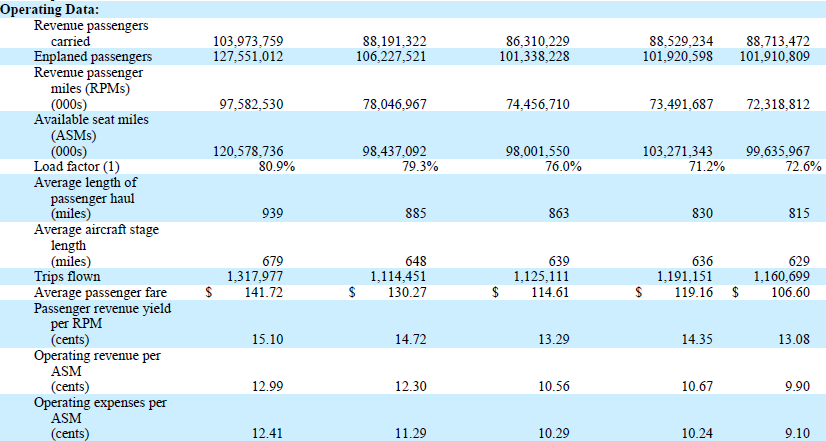 Operating Data:
Revenue passengers
carried 103,973,759 88,191,322 86,310,229 88,529,234 88,713,472
Enplaned passengers 127,551,012 106,227,521 101,338,228 101,920,598 101,910,809
Revenue passenger
miles (RPMs)
(000s) 97,582,530 78,046,967 74,456,710 73,491,687 72,318,812
Available seat miles
(ASMs)
(000s) 120,578,736 98,437,092 98,001,550 103,271,343 99,635,967
Load factor (1) 80.9% 79.3% 76.0% 71.2% 72.6%
Average length of
passenger haul
(miles) 939 885 863 830 815
Average aircraft stage
length
(miles) 679 648 639 636 629
Trips flown 1,317,977 1,114,451 1,125,111 1,191,151 1,160,699
Average passenger fare $ 141.72 $ 130.27 $ 114.61 $ 119.16 $ 106.60
Passenger revenue yield
per RPM
(cents) 15.10 14.72 13.29 14.35 13.08
Operating revenue per
ASM
(cents) 12.99 12.30 10.56 10.67 9.90
Operating expenses per
ASM
(cents) 12.41 11.29 10.29 10.24 9.10